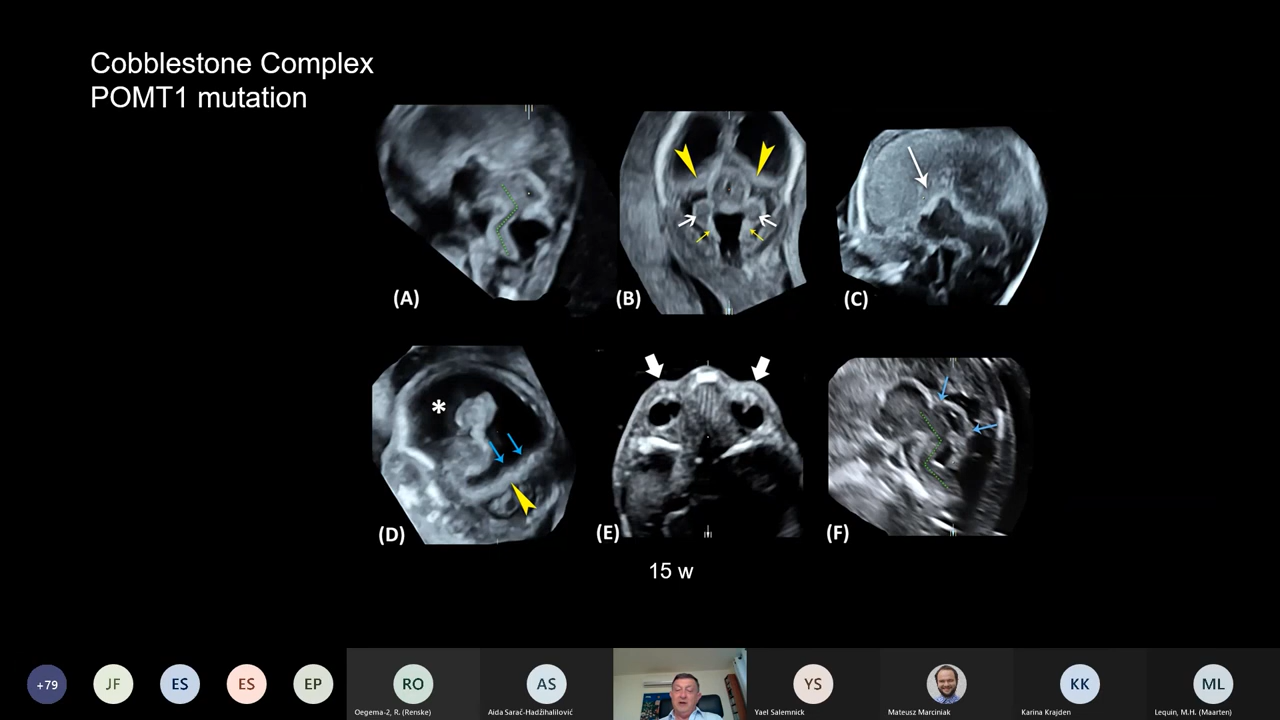 Cobblestone Complex
POMT1 mutation
(A)
(B)
(C)
*
(D)
(E)
(F)
15 w
+79
JF
ES
ES
EP
RO
AS
YS
KK
ML
Oegema-2, R. (Renske)
Aida Sarač-Hadžihalilović
Yael Salemnick
Mateusz Marciniak
Karina Krajden
Lequin, M.H. (Maarten)